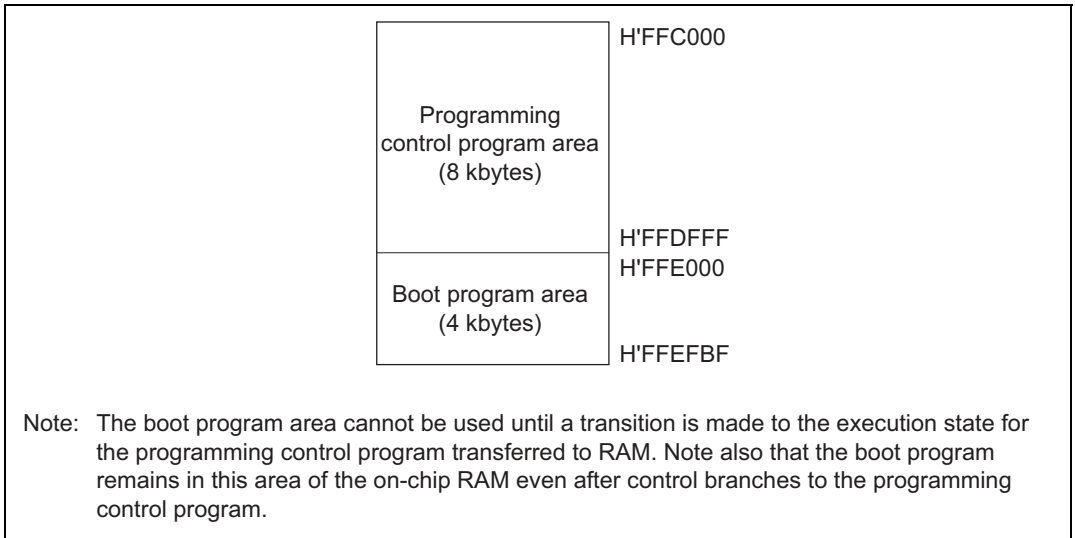 H'FFC000
Programming
control program area
(8 kbytes)
H'FFDFFF
H'FFE000
Boot program area
(4 kbytes)
H'FFEFBF
Note: The boot program area cannot be used until a transition is made to the execution state for
the programming control program transferred to RAM. Note also that the boot program
remains in this area of the on-chip RAM even after control branches to the programming
control program.